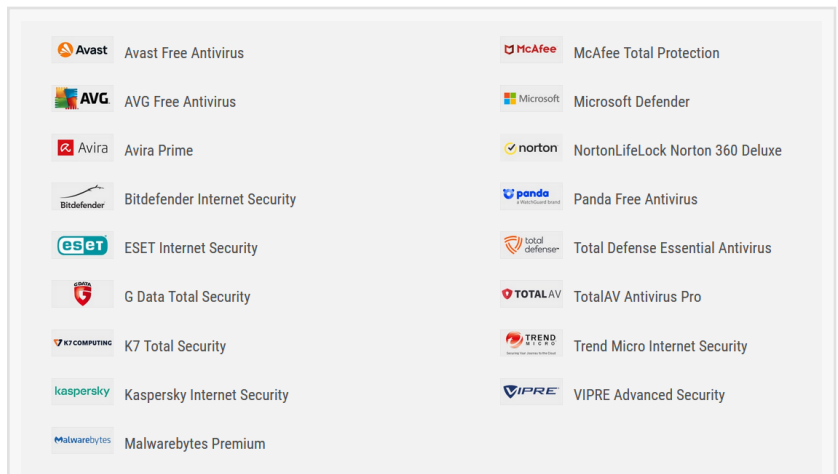 Avast Avast Free Antivirus
AVG Free Antivirus
AVG
Avira Avira Prime
Bitdefender Bitdefender Internet Security
eseT ESET Internet Security
G DATA G Data Total Security
K7 COMPUTING K7 Total Security
kaspersky Kaspersky Internet Security
Malwarebytes Malwarebytes Premium
McAfee McAfee Total Protection
Microsoft Microsoft Defender
norton NortonLifeLock Norton 360 Deluxe
panda Panda Free Antivirus
a WatchGuard brand
total defense Total Defense Essential Antivirus
TOTAL AV TotalAV Antivirus Pro
TREND MICRO Trend Micro Internet Security
VIPRE VIPRE Advanced Security